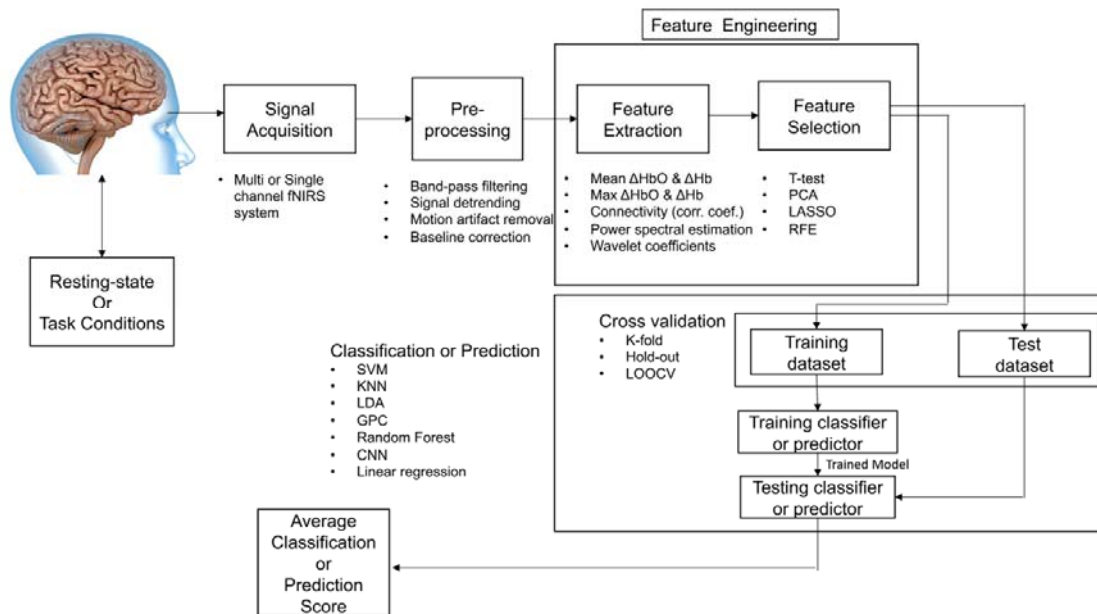 Feature Engineering
Signal
Acquisition
Pre-
processing
Feature
Extraction
Feature
Selection
• Multi or Single
channel fNIRS
system
• Band-pass filtering
• Signal detrending
• Motion artifact removal
• Baseline correction
• Mean ΔHbO & ΔHb
• Max ΔHbO & ΔHb
• Connectivity (corr. coef.)
• Power spectral estimation
• Wavelet coefficients
• T-test
• PCA
• LASSO
• RFE
Resting-state
Or
Task Conditions
Cross validation
• K-fold
• Hold-out
• LOOCV
Training
dataset
Test
dataset
Classification or Prediction
• SVM
• KNN
• LDA
• GPC
• Random Forest
• CNN
• Linear regression
Training classifier
or predictor
Trained Model
Testing classifier
or predictor
Average
Classification
or
Prediction
Score